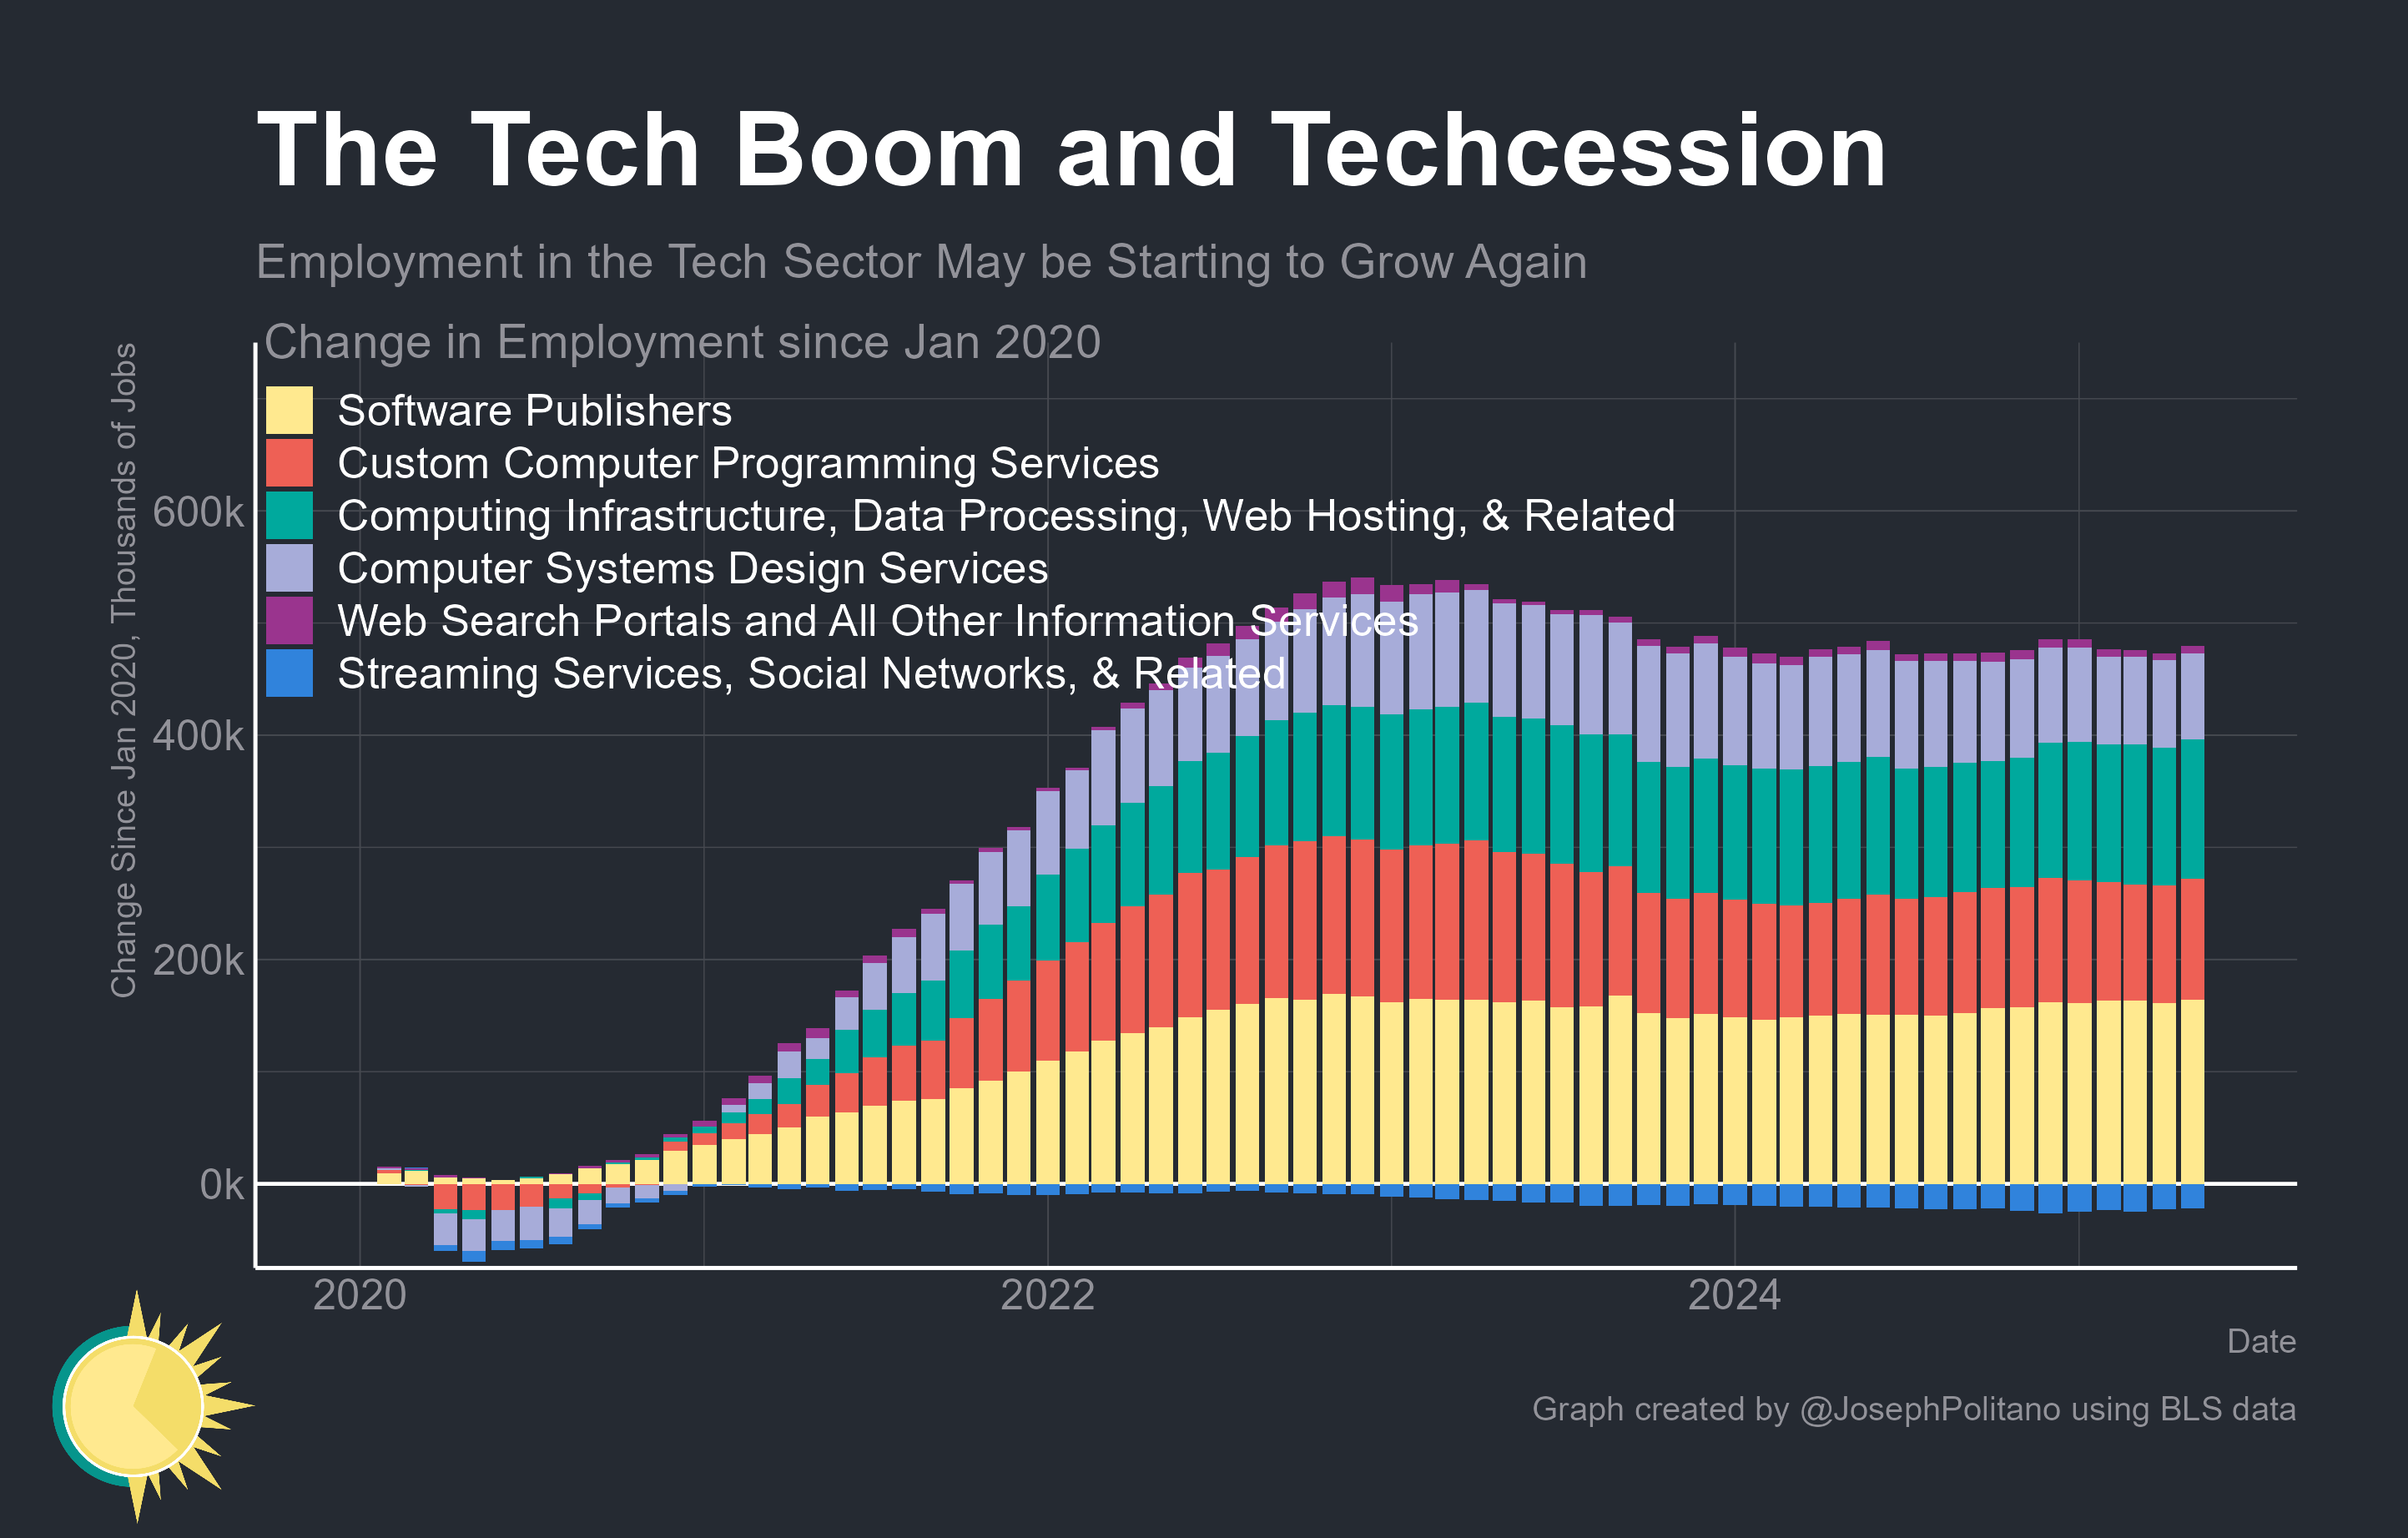 The Tech Boom and Techcession
Employment in the Tech Sector May be Starting to Grow Again
Change in Employment since Jan 2020
Software Publishers
Custom Computer Programming Services
Computing Infrastructure, Data Processing, Web Hosting, & Related
Computer Systems Design Services
Web Search Portals and All Other Information Services
Streaming Services, Social Networks, & Related
Change Since Jan 2020, Thousands of Jobs
600k
400k
200k
0k
2020
2022
2024
Date
Graph created by @JosephPolitano using BLS data